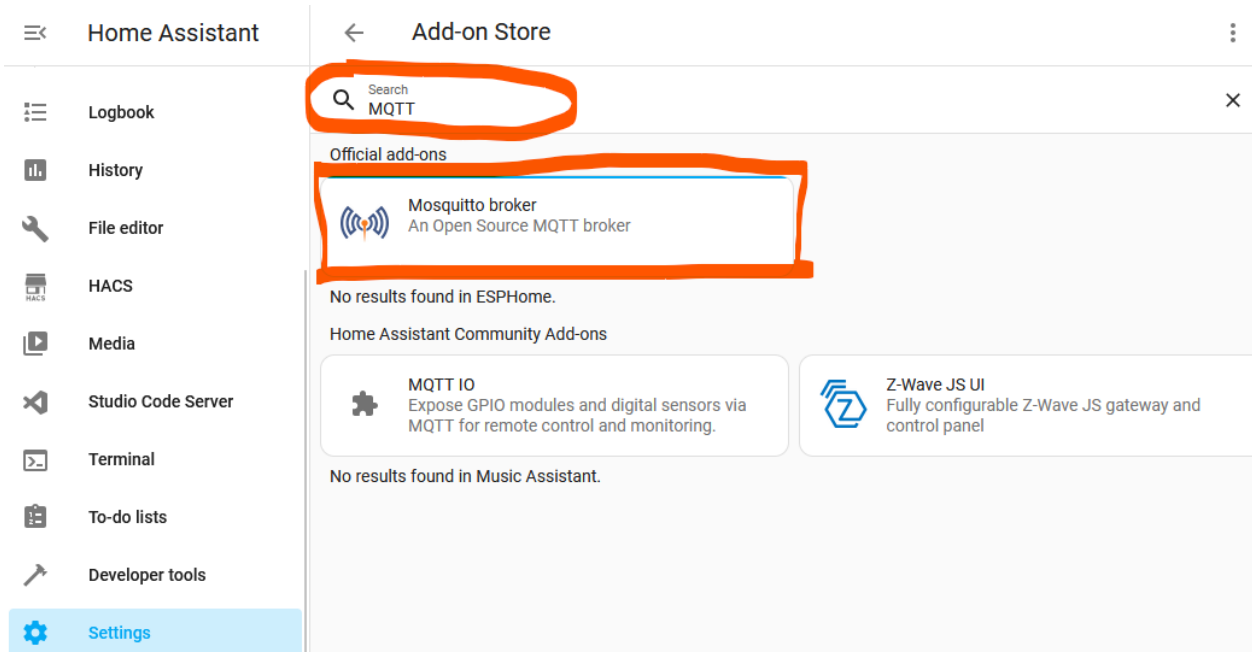 Home Assistant
Add-on Store
Logbook
History
File editor
HACS
HACS
Media
Studio Code Server
Terminal
To-do lists
Developer tools
Settings
Search
MQTT
Official add-ons
Mosquitto broker
An Open Source MQTT broker
No results found in ESPHome.
Home Assistant Community Add-ons
MQTT IO
Expose GPIO modules and digital sensors via
MQTT for remote control and monitoring.
Z-Wave JS UI
Fully configurable Z-Wave JS gateway and
control panel
No results found in Music Assistant.